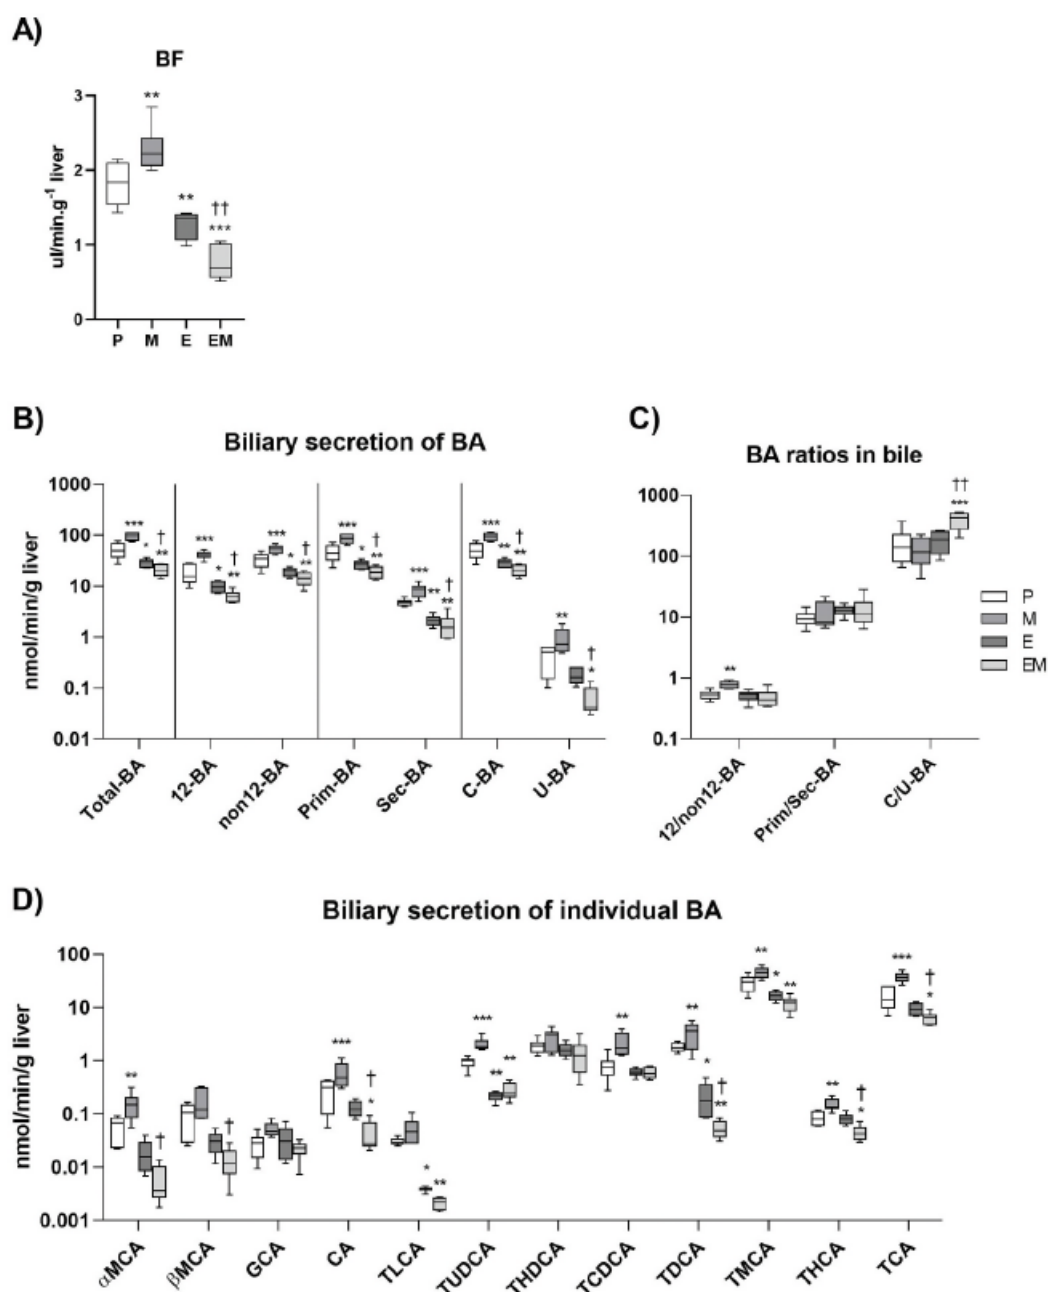 A)
BF
3
2
1
0
ul/min.g⁻¹ liver
**
**
††
***
P M E EM
B)
Biliary secretion of BA
1000
100
10
1
0.1
0.01
nmol/min/g liver
*** * † **
*** * † **
*** * † **
*** * † **
*** ** † **
*** ** † **
** † *
Total-BA
12-BA
non12-BA
Prim-BA
Sec-BA
C-BA
U-BA
C)
BA ratios in bile
1000
100
10
1
0.1
**
††
***
12/non12-BA
Prim/Sec-BA
C/U-BA
P
M
E
EM
D)
Biliary secretion of individual BA
100
10
1
0.1
0.01
0.001
nmol/min/g liver
** †
†
*** † *
* **
*** ** **
**
** * † **
** * **
** † *
*** † *
αMCA
βMCA
GCA
CA
TLCA
TUDCA
THDCA
TCDCA
TDCA
TMCA
THCA
TCA